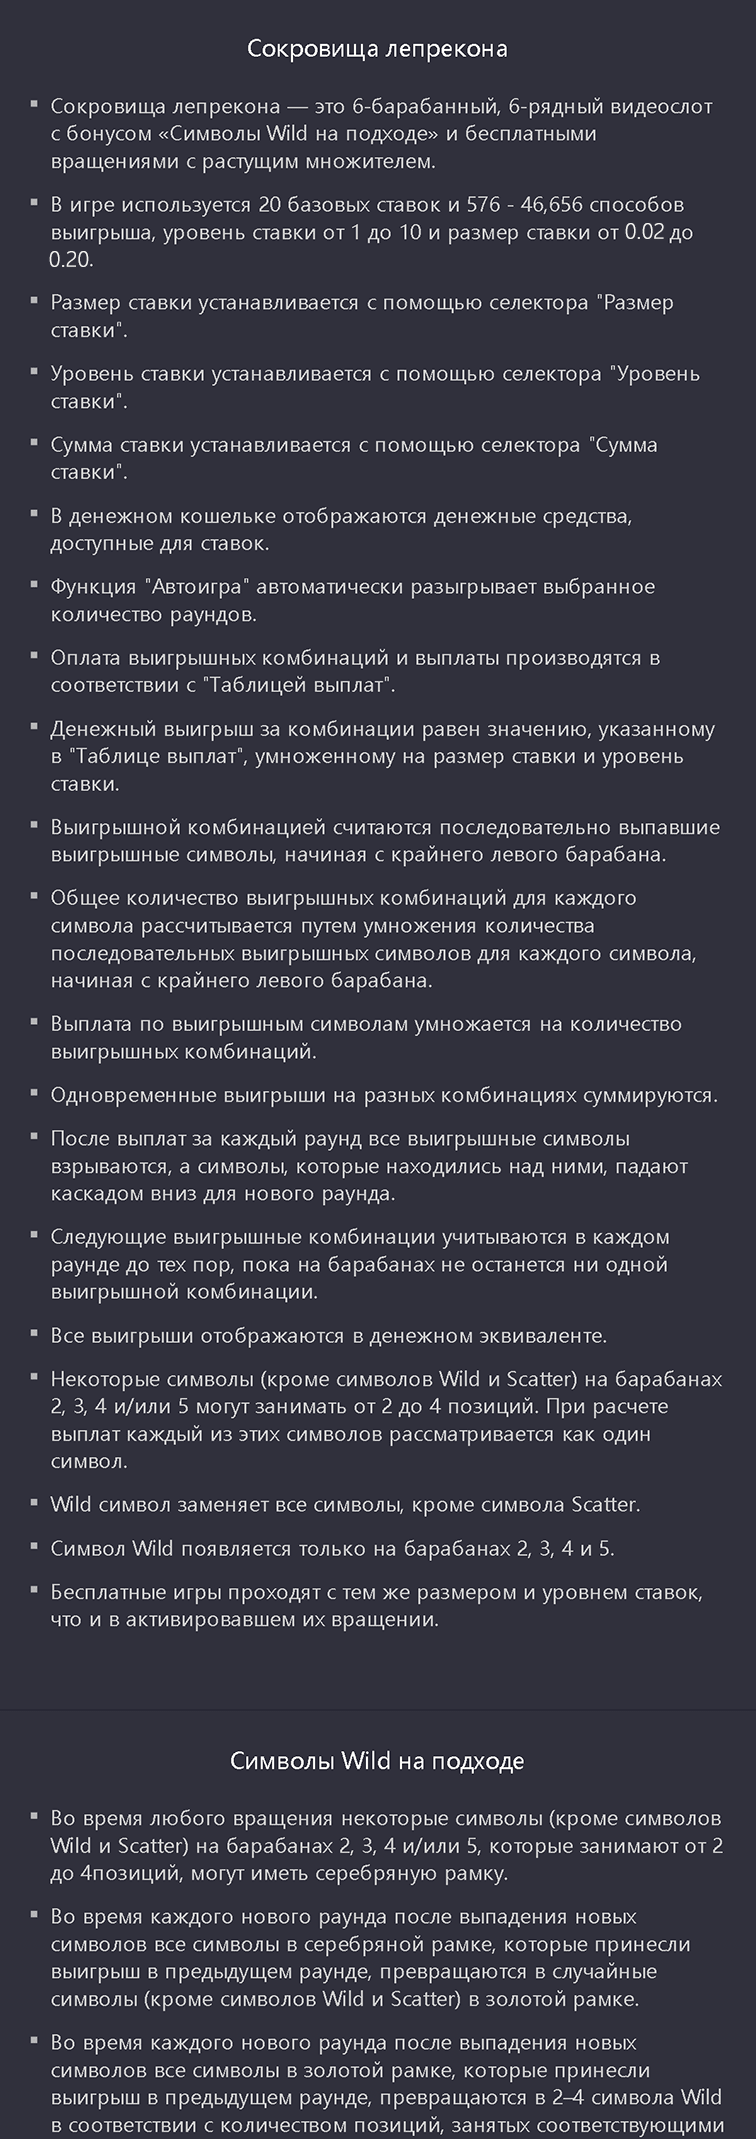 Сокровища лепрекона
▪ Сокровища лепрекона — это 6-барабанный, 6-рядный видеослот
с бонусом «Символы Wild на подходе» и бесплатными
вращениями с растущим множителем.
▪ В игре используется 20 базовых ставок и 576 - 46,656 способов
выигрыша, уровень ставки от 1 до 10 и размер ставки от 0.02 до
0.20.
▪ Размер ставки устанавливается с помощью селектора "Размер
ставки".
▪ Уровень ставки устанавливается с помощью селектора "Уровень
ставки".
▪ Сумма ставки устанавливается с помощью селектора "Сумма
ставки".
▪ В денежном кошельке отображаются денежные средства,
доступные для ставок.
▪ Функция "Автоигра" автоматически разыгрывает выбранное
количество раундов.
▪ Оплата выигрышных комбинаций и выплаты производятся в
соответствии с "Таблицей выплат".
▪ Денежный выигрыш за комбинации равен значению, указанному
в "Таблице выплат", умноженному на размер ставки и уровень
ставки.
▪ Выигрышной комбинацией считаются последовательно выпавшие
выигрышные символы, начиная с крайнего левого барабана.
▪ Общее количество выигрышных комбинаций для каждого
символа рассчитывается путем умножения количества
последовательных выигрышных символов для каждого символа,
начиная с крайнего левого барабана.
▪ Выплата по выигрышным символам умножается на количество
выигрышных комбинаций.
▪ Одновременные выигрыши на разных комбинациях суммируются.
▪ После выплат за каждый раунд все выигрышные символы
взрываются, а символы, которые находились над ними, падают
каскадом вниз для нового раунда.
▪ Следующие выигрышные комбинации учитываются в каждом
раунде до тех пор, пока на барабанах не останется ни одной
выигрышной комбинации.
▪ Все выигрыши отображаются в денежном эквиваленте.
▪ Некоторые символы (кроме символов Wild и Scatter) на барабанах
2, 3, 4 и/или 5 могут занимать от 2 до 4 позиций. При расчете
выплат каждый из этих символов рассматривается как один
символ.
▪ Wild символ заменяет все символы, кроме символа Scatter.
▪ Символ Wild появляется только на барабанах 2, 3, 4 и 5.
▪ Бесплатные игры проходят с тем же размером и уровнем ставок,
что и в активировавшем их вращении.
Символы Wild на подходе
▪ Во время любого вращения некоторые символы (кроме символов
Wild и Scatter) на барабанах 2, 3, 4 и/или 5, которые занимают от 2
до 4позиций, могут иметь серебряную рамку.
▪ Во время каждого нового раунда после выпадения новых
символов все символы в серебряной рамке, которые принесли
выигрыш в предыдущем раунде, превращаются в случайные
символы (кроме символов Wild и Scatter) в золотой рамке.
▪ Во время каждого нового раунда после выпадения новых
символов все символы в золотой рамке, которые принесли
выигрыш в предыдущем раунде, превращаются в 2–4 символа Wild
в соответствии с количеством позиций, занятых соответствующими